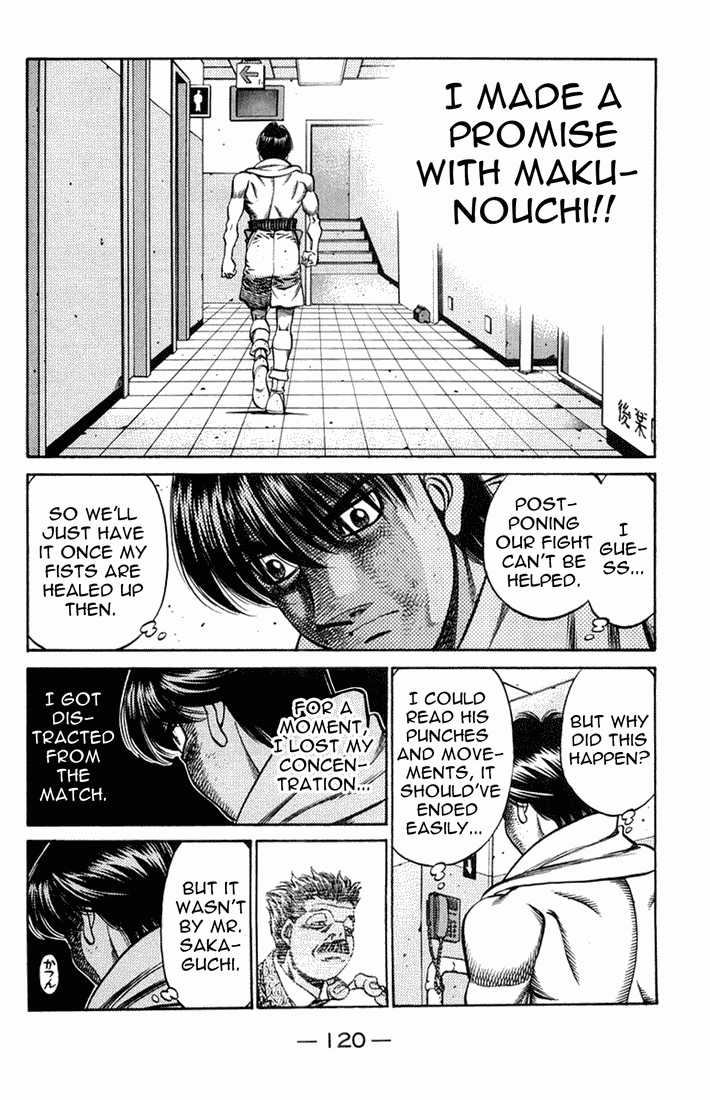 I MADE A
PROMISE
WITH MAKU-
NOUCHI!!
後葉
I
GUE-
SS...
POST-
PONING
OUR FIGHT
CAN'T BE
HELPED.
SO WE'LL
JUST HAVE
IT ONCE MY
FISTS ARE
HEALED UP
THEN.
BUT WHY
DID THIS
HAPPEN?
I COULD
READ HIS
PUNCHES
AND MOVE-
MENTS, IT
SHOULD'VE
ENDED
EASILY...
FOR A
MOMENT,
I LOST MY
CONCEN-
TRATION...
I GOT
DIS-
TRACTED
FROM
THE
MATCH.
BUT IT
WASN'T
BY MR.
SAKA-
GUCHI.
かつん
— 120 —